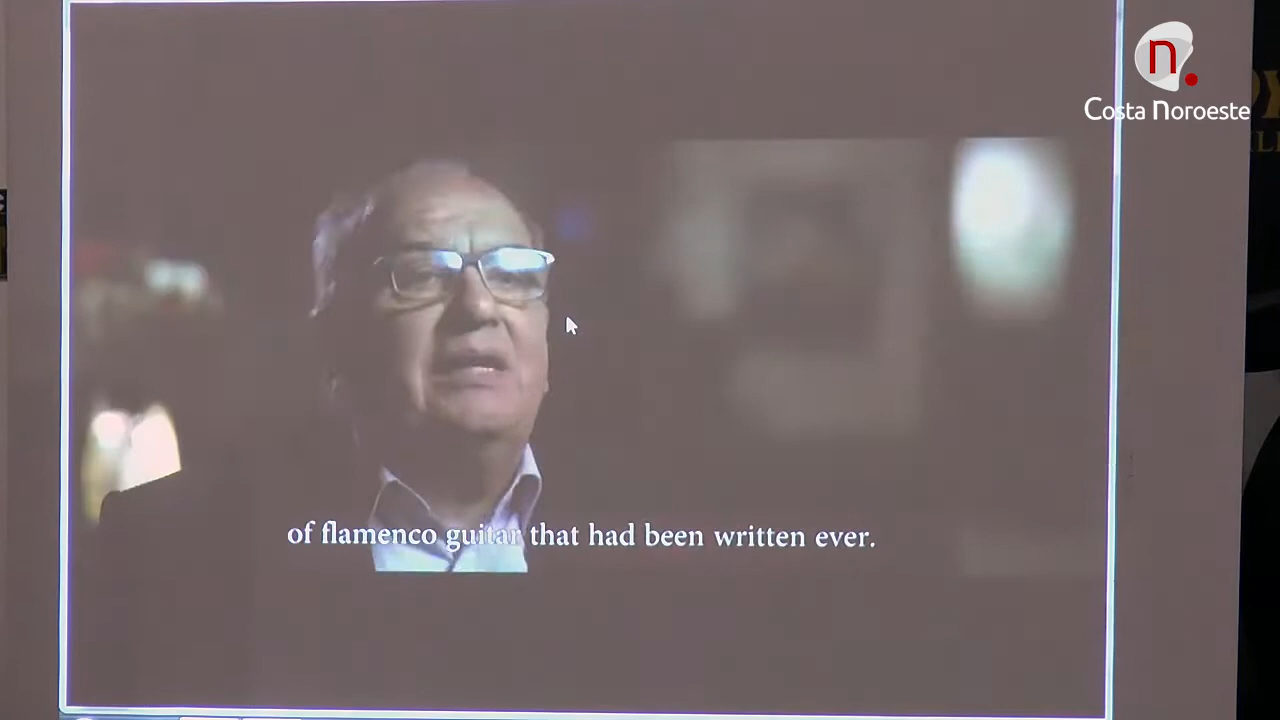 n.
Costa Noroeste
of flamenco guitar that had been written ever.